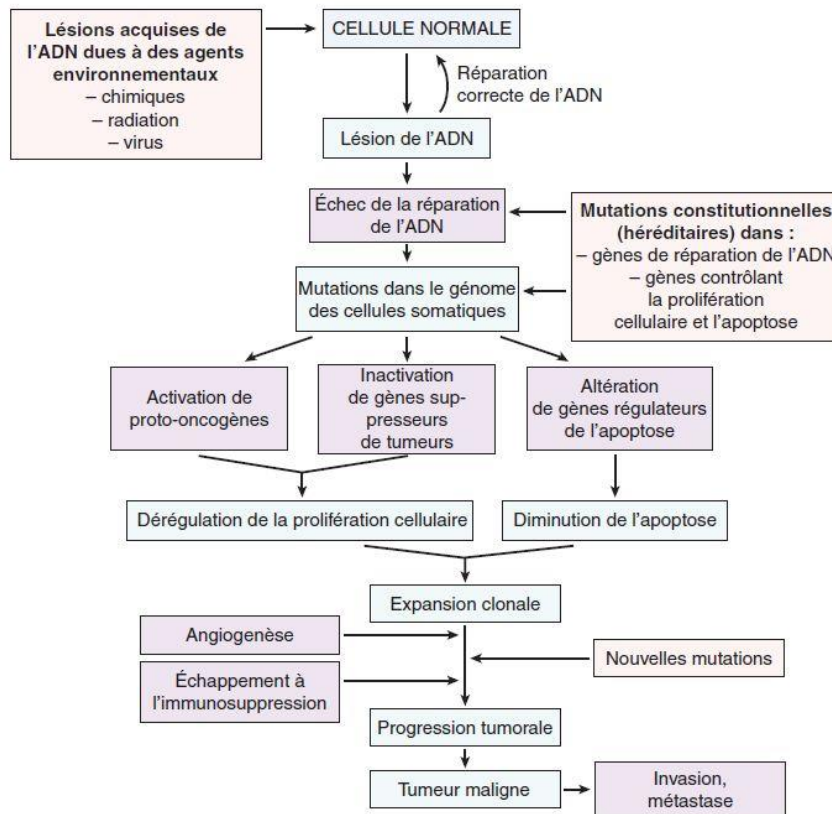 Lésions acquises de
l'ADN dues à des agents
environnementaux
– chimiques
– radiation
– virus
CELLULE NORMALE
Réparation
correcte de l'ADN
Lésion de l'ADN
Échec de la réparation
de l'ADN
Mutations constitutionnelles
(héréditaires) dans :
– gènes de réparation de l'ADN
– gènes contrôlant
la prolifération
cellulaire et l'apoptose
Mutations dans le génome
des cellules somatiques
Activation de
proto-oncogènes
Inactivation
de gènes sup-
presseurs
de tumeurs
Altération
de gènes régulateurs
de l'apoptose
Dérégulation de la prolifération cellulaire
Diminution de l'apoptose
Expansion clonale
Angiogenèse
Nouvelles mutations
Échappement à
l'immunosuppression
Progression tumorale
Tumeur maligne
Invasion,
métastase